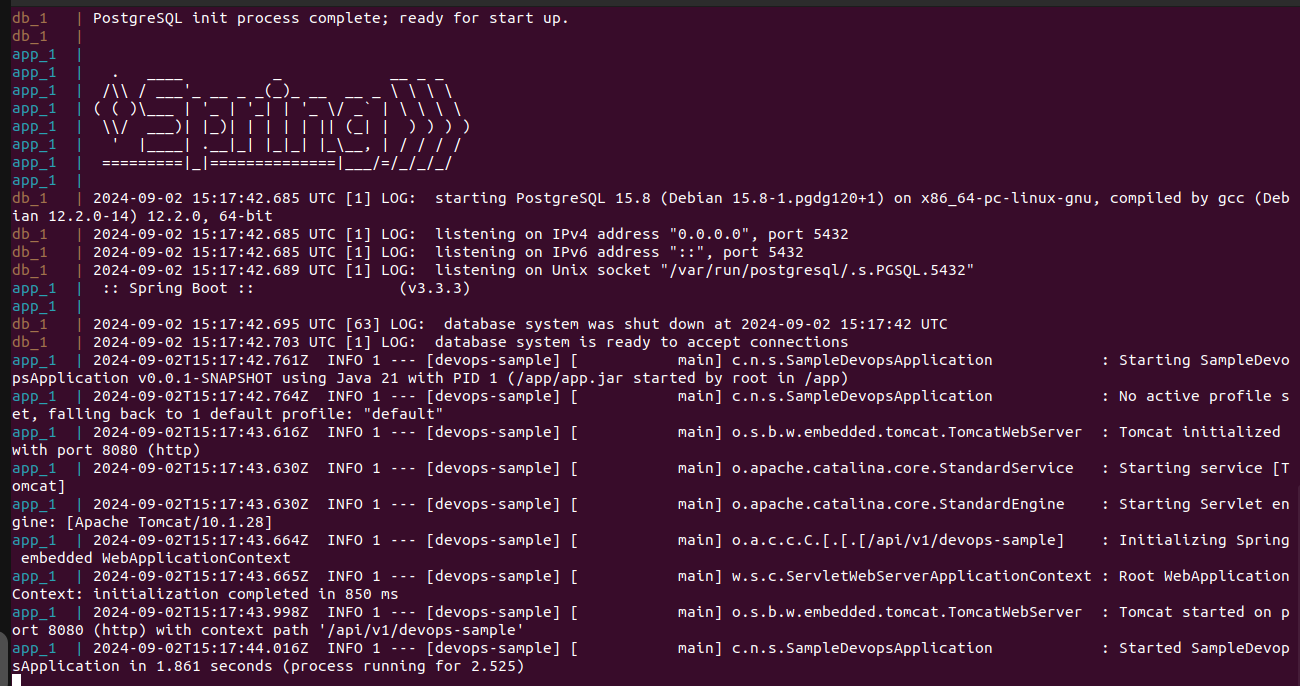 db_1   | PostgreSQL init process complete; ready for start up.
db_1   |
app_1  |
app_1  |   .   ____          _            __ _ _
app_1  |  /\\ / ___'_ __ _ _(_)_ __  __ _ \ \ \ \
app_1  | ( ( )\___ | '_ | '_| | '_ \/ _` | \ \ \ \
app_1  |  \\/  ___)| |_)| | | | | || (_| |  ) ) ) )
app_1  |   '  |____| .__|_| |_|_| |_\__, | / / / /
app_1  |  =========|_|==============|___/=/_/_/_/
app_1  |
db_1   | 2024-09-02 15:17:42.685 UTC [1] LOG:  starting PostgreSQL 15.8 (Debian 15.8-1.pgdg120+1) on x86_64-pc-linux-gnu, compiled by gcc (Deb
ian 12.2.0-14) 12.2.0, 64-bit
db_1   | 2024-09-02 15:17:42.685 UTC [1] LOG:  listening on IPv4 address "0.0.0.0", port 5432
db_1   | 2024-09-02 15:17:42.685 UTC [1] LOG:  listening on IPv6 address "::", port 5432
db_1   | 2024-09-02 15:17:42.689 UTC [1] LOG:  listening on Unix socket "/var/run/postgresql/.s.PGSQL.5432"
app_1  |  :: Spring Boot ::                (v3.3.3)
app_1  |
db_1   | 2024-09-02 15:17:42.695 UTC [63] LOG:  database system was shut down at 2024-09-02 15:17:42 UTC
db_1   | 2024-09-02 15:17:42.703 UTC [1] LOG:  database system is ready to accept connections
app_1  | 2024-09-02T15:17:42.761Z  INFO 1 --- [devops-sample] [           main] c.n.s.SampleDevopsApplication            : Starting SampleDevo
psApplication v0.0.1-SNAPSHOT using Java 21 with PID 1 (/app/app.jar started by root in /app)
app_1  | 2024-09-02T15:17:42.764Z  INFO 1 --- [devops-sample] [           main] c.n.s.SampleDevopsApplication            : No active profile s
et, falling back to 1 default profile: "default"
app_1  | 2024-09-02T15:17:43.616Z  INFO 1 --- [devops-sample] [           main] o.s.b.w.embedded.tomcat.TomcatWebServer  : Tomcat initialized
with port 8080 (http)
app_1  | 2024-09-02T15:17:43.630Z  INFO 1 --- [devops-sample] [           main] o.apache.catalina.core.StandardService   : Starting service [T
omcat]
app_1  | 2024-09-02T15:17:43.630Z  INFO 1 --- [devops-sample] [           main] o.apache.catalina.core.StandardEngine    : Starting Servlet en
gine: [Apache Tomcat/10.1.28]
app_1  | 2024-09-02T15:17:43.664Z  INFO 1 --- [devops-sample] [           main] o.a.c.c.C.[.[.[/api/v1/devops-sample]    : Initializing Spring
 embedded WebApplicationContext
app_1  | 2024-09-02T15:17:43.665Z  INFO 1 --- [devops-sample] [           main] w.s.c.ServletWebServerApplicationContext : Root WebApplication
Context: initialization completed in 850 ms
app_1  | 2024-09-02T15:17:43.998Z  INFO 1 --- [devops-sample] [           main] o.s.b.w.embedded.tomcat.TomcatWebServer  : Tomcat started on p
ort 8080 (http) with context path '/api/v1/devops-sample'
app_1  | 2024-09-02T15:17:44.016Z  INFO 1 --- [devops-sample] [           main] c.n.s.SampleDevopsApplication            : Started SampleDevop
sApplication in 1.861 seconds (process running for 2.525)